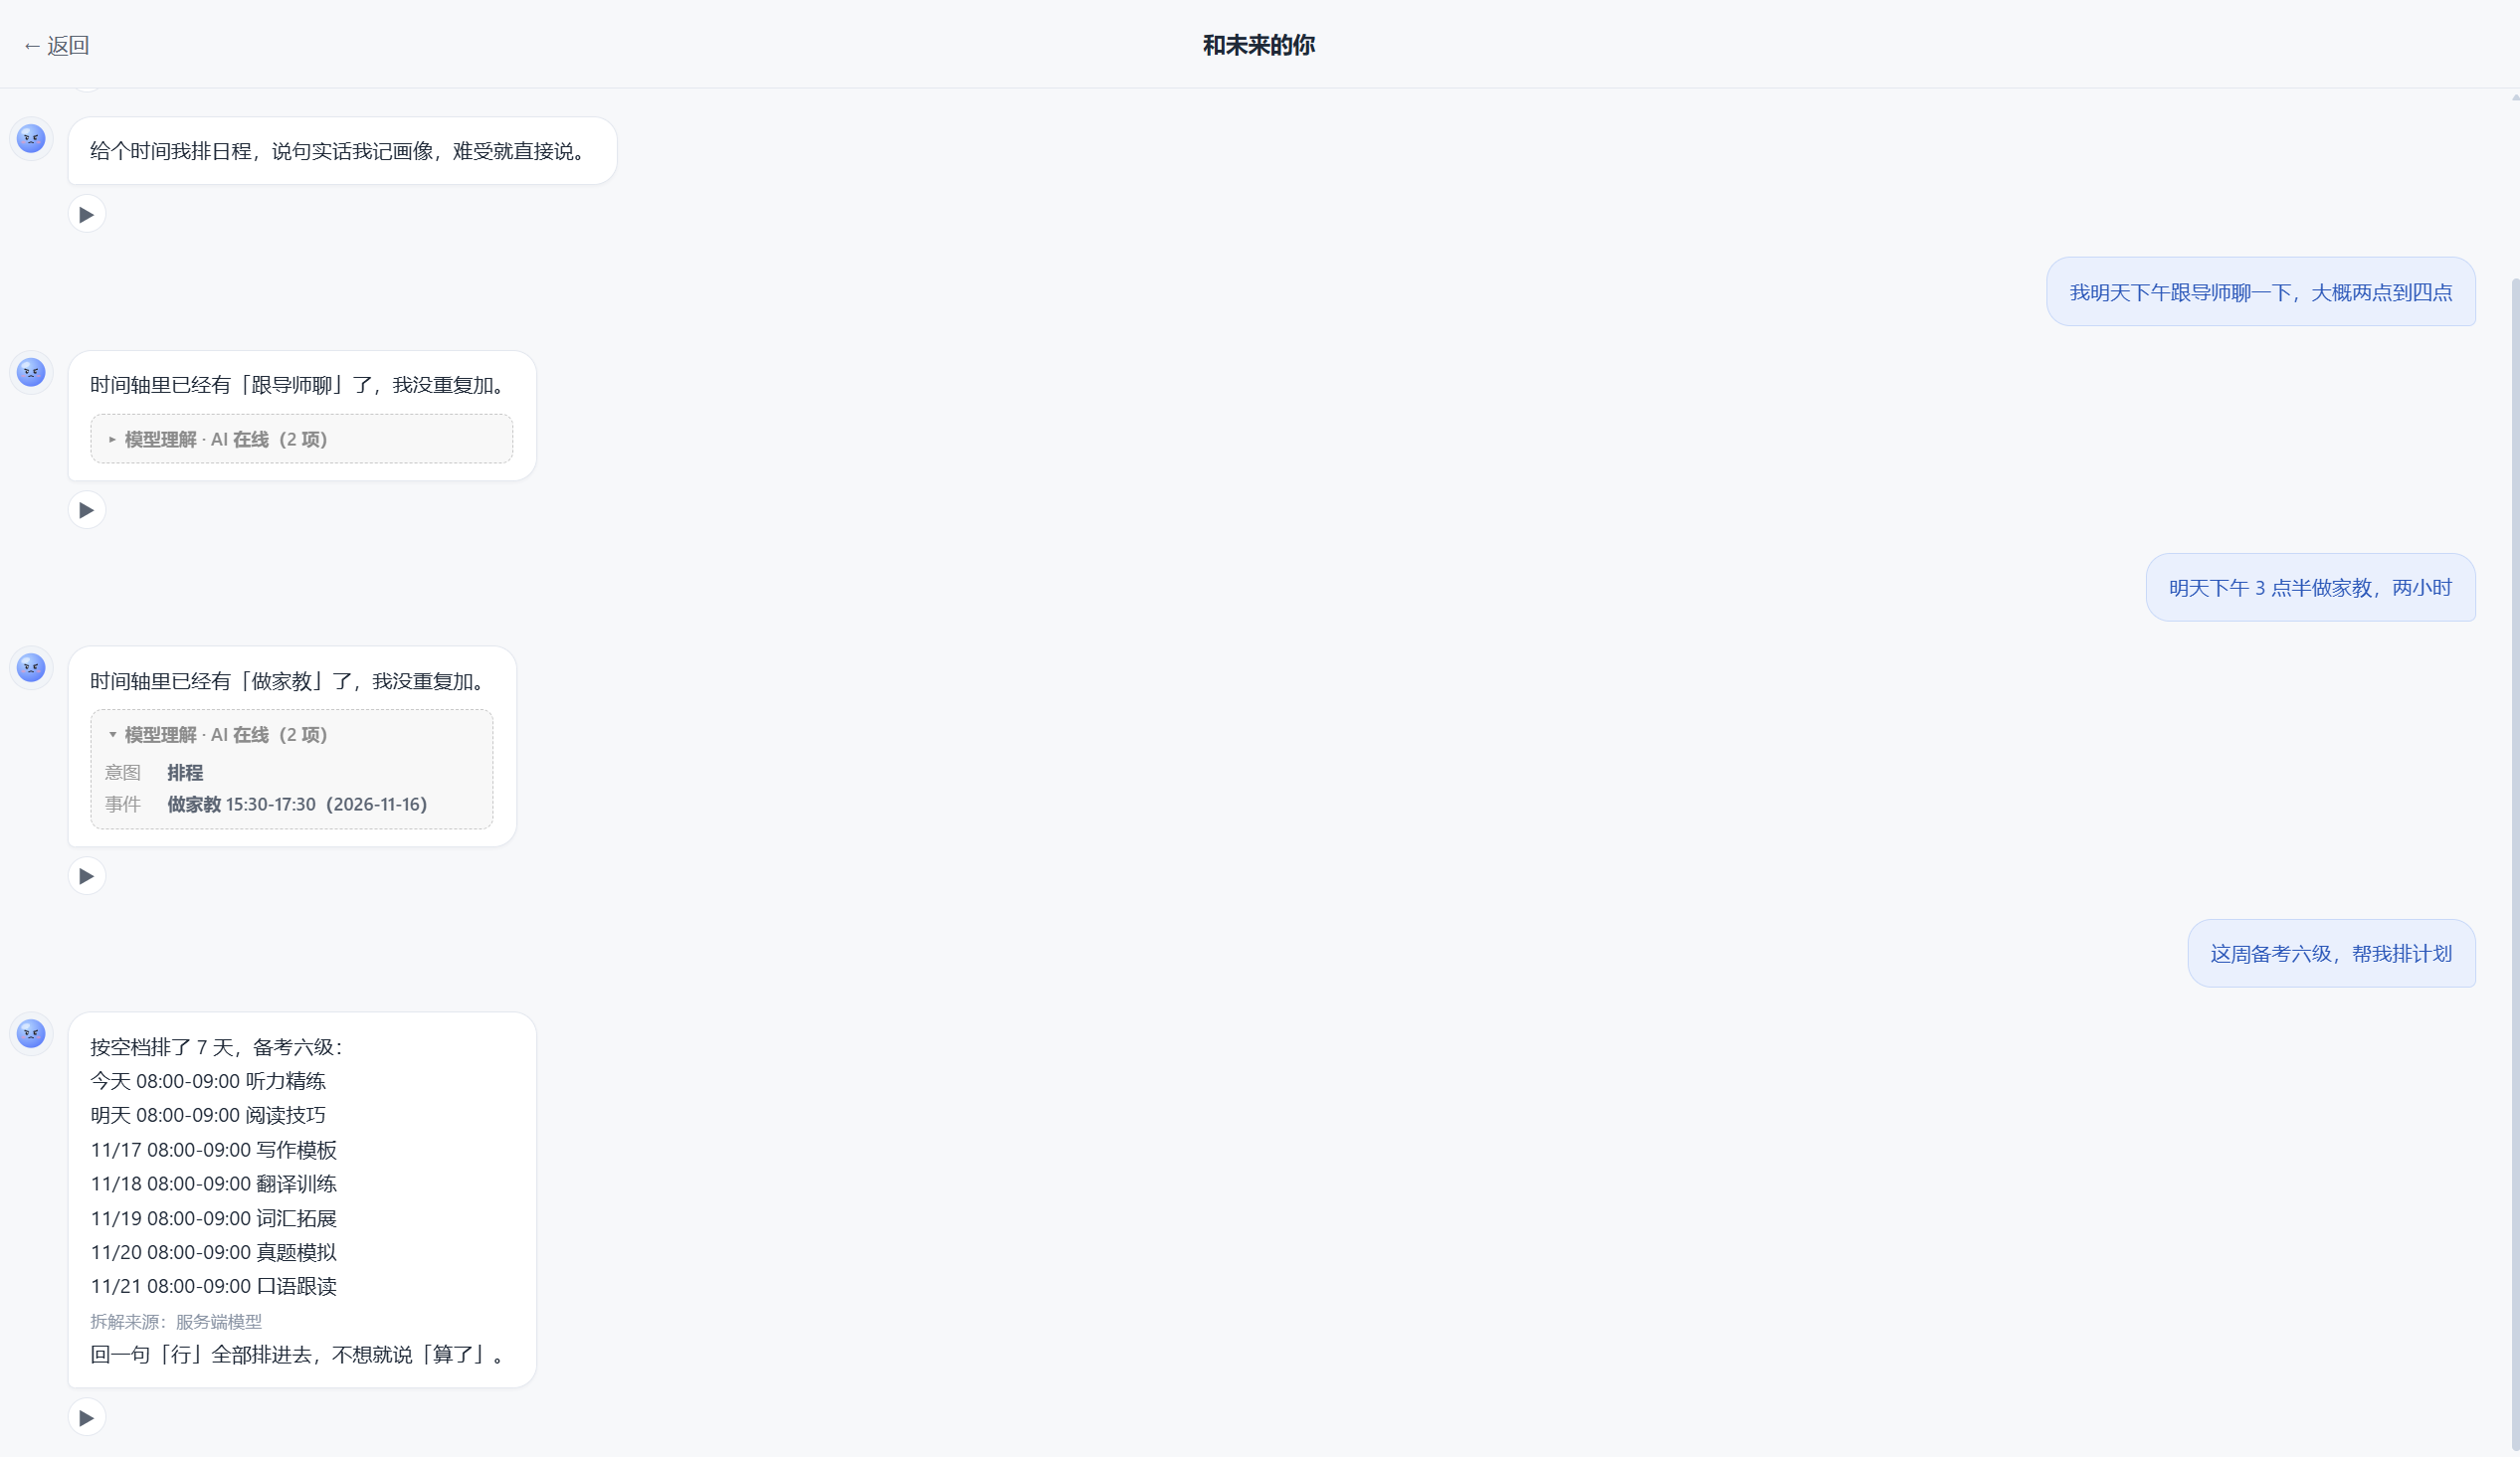 ← 返回
和未来的你
给个时间我排日程，说句实话我记画像，难受就直接说。
我明天下午跟导师聊一下，大概两点到四点
时间轴里已经有「跟导师聊」了，我没重复加。
▸ 模型理解 · AI 在线（2 项）
明天下午 3 点半做家教，两小时
时间轴里已经有「做家教」了，我没重复加。
▾ 模型理解 · AI 在线（2 项）
意图 排程
事件 做家教 15:30-17:30（2026-11-16）
这周备考六级，帮我排计划
按空档排了 7 天，备考六级：
今天 08:00-09:00 听力精练
明天 08:00-09:00 阅读技巧
11/17 08:00-09:00 写作模板
11/18 08:00-09:00 翻译训练
11/19 08:00-09:00 词汇拓展
11/20 08:00-09:00 真题模拟
11/21 08:00-09:00 口语跟读
拆解来源：服务端模型
回一句「行」全部排进去，不想就说「算了」。